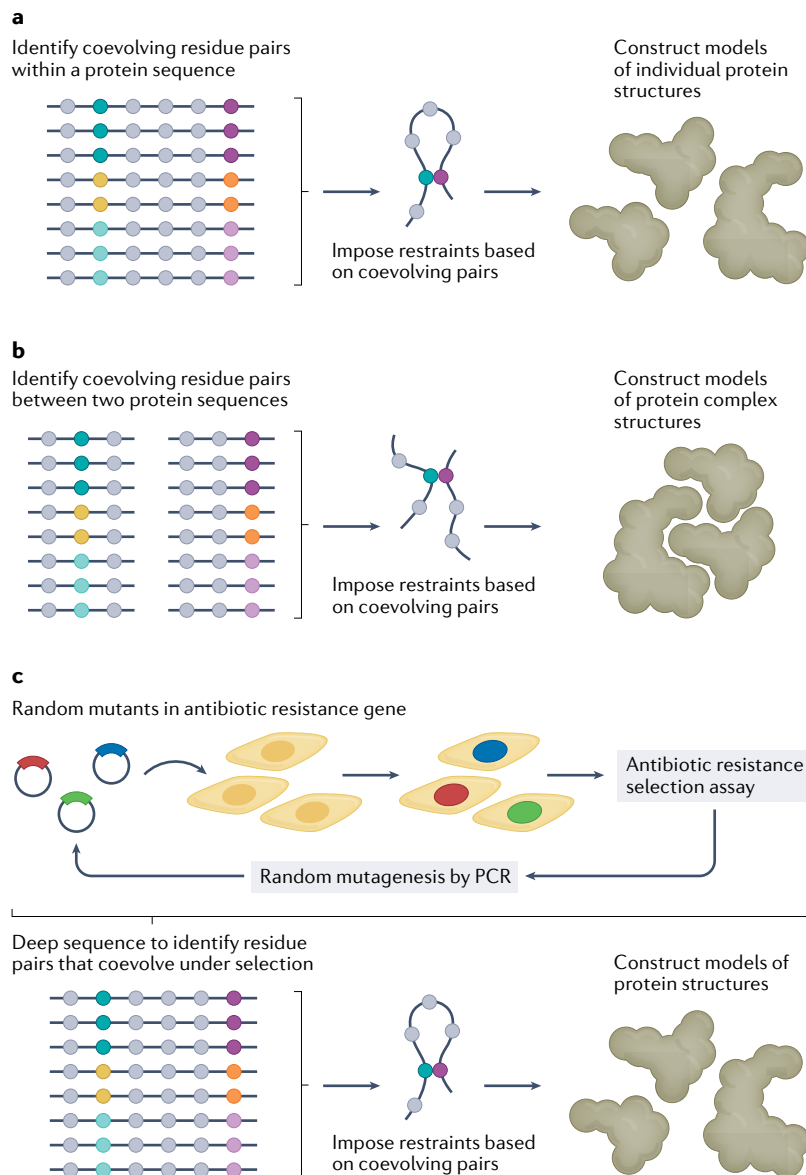 a
Identify coevolving residue pairs
within a protein sequence
Construct models
of individual protein
structures
Impose restraints based
on coevolving pairs
b
Identify coevolving residue pairs
between two protein sequences
Construct models
of protein complex
structures
Impose restraints based
on coevolving pairs
c
Random mutants in antibiotic resistance gene
Antibiotic resistance
selection assay
Random mutagenesis by PCR
Deep sequence to identify residue
pairs that coevolve under selection
Construct models of
protein structures
Impose restraints based
on coevolving pairs